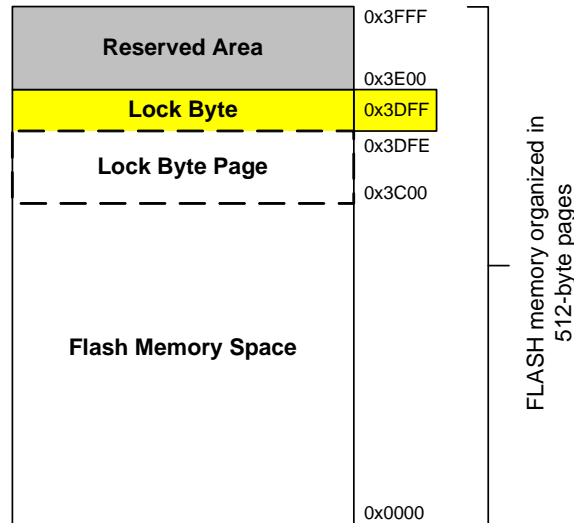 0x3FFF
Reserved Area
0x3E00
Lock Byte
0x3DFF
0x3DFE
Lock Byte Page
0x3C00
Flash Memory Space
0x0000
FLASH memory organized in
512-byte pages